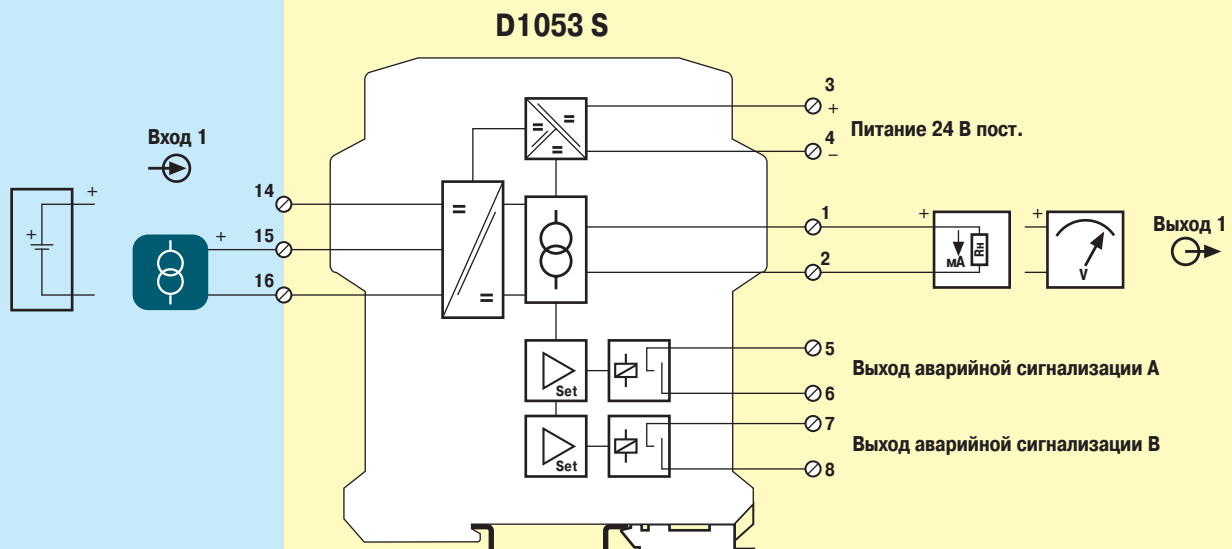 D1053 S
3
+
4
–
Питание 24 В пост.
Вход 1
+
+
14
+
15
16
1
2
+
мА
Rн
+
V
Выход 1
Set
5
6
Выход аварийной сигнализации А
Set
7
8
Выход аварийной сигнализации В